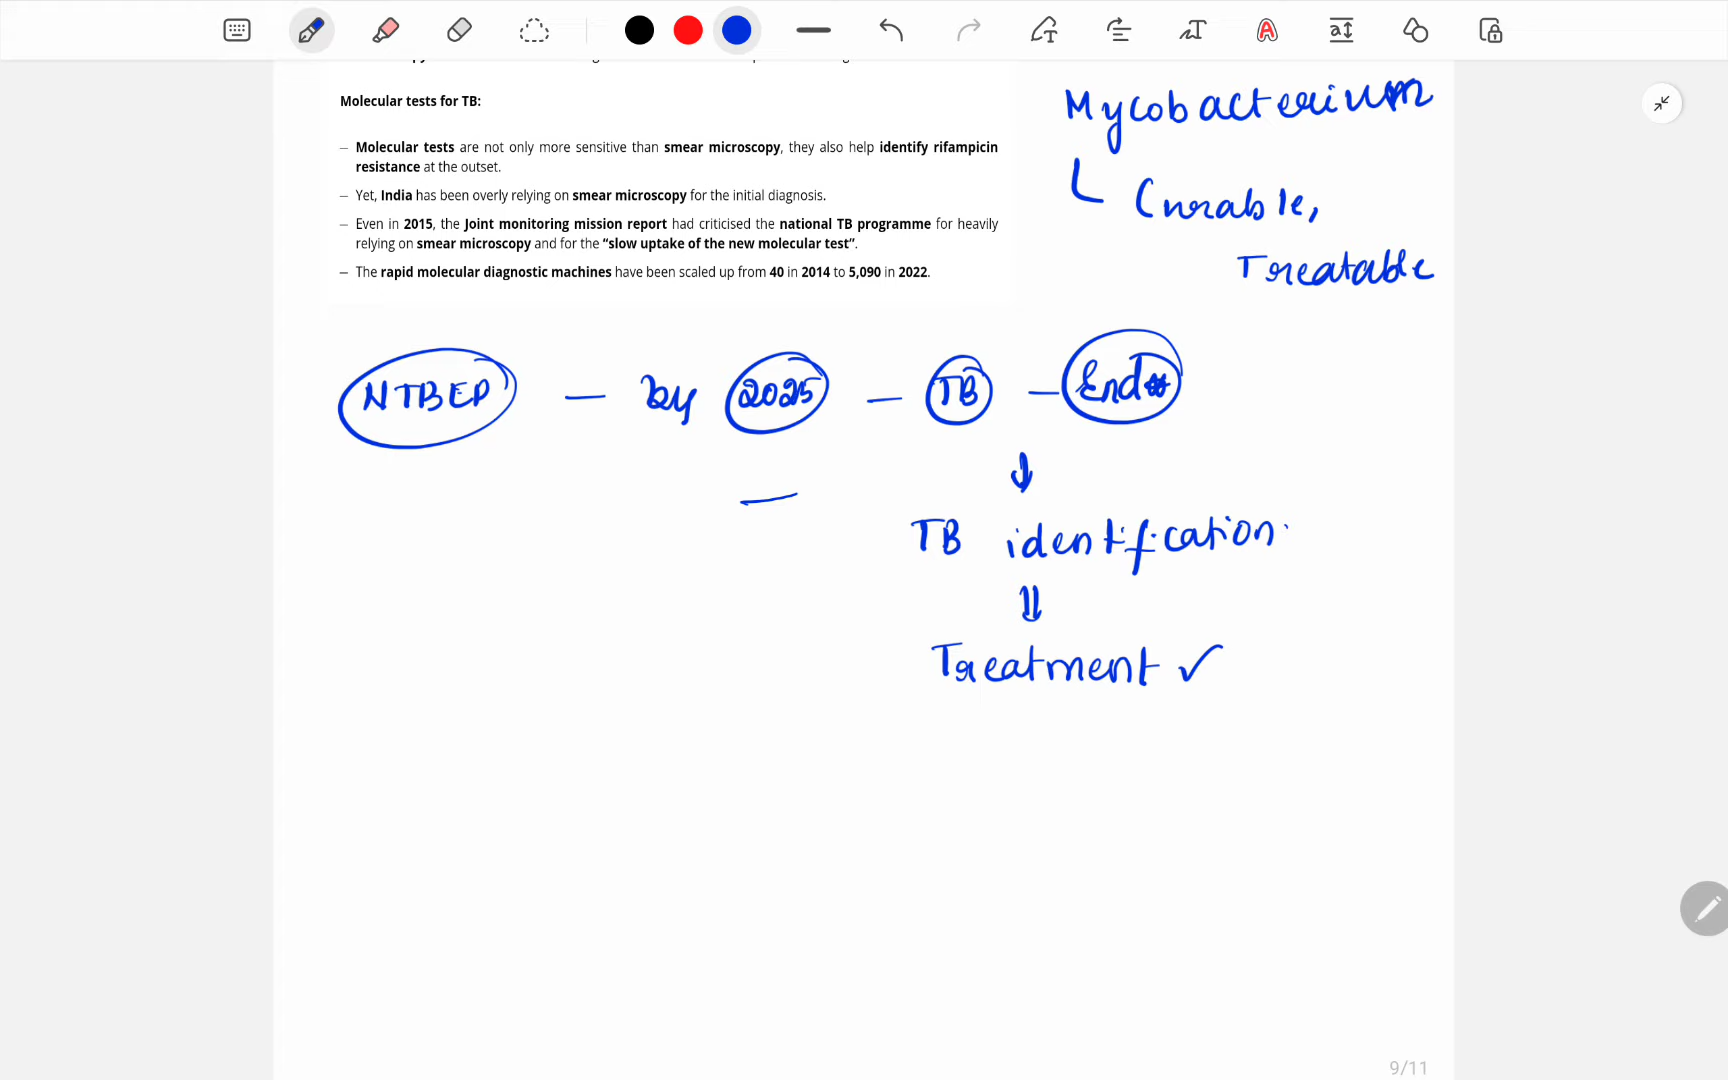 Molecular tests for TB:
– Molecular tests are not only more sensitive than smear microscopy, they also help identify rifampicin
resistance at the outset.
– Yet, India has been overly relying on smear microscopy for the initial diagnosis.
– Even in 2015, the Joint monitoring mission report had criticised the national TB programme for heavily
relying on smear microscopy and for the “slow uptake of the new molecular test”.
– The rapid molecular diagnostic machines have been scaled up from 40 in 2014 to 5,090 in 2022.
Mycobacterium
Curable,
Treatable
NTBEP – by 2025 – TB – End
TB identification
Treatment ✓
9/11